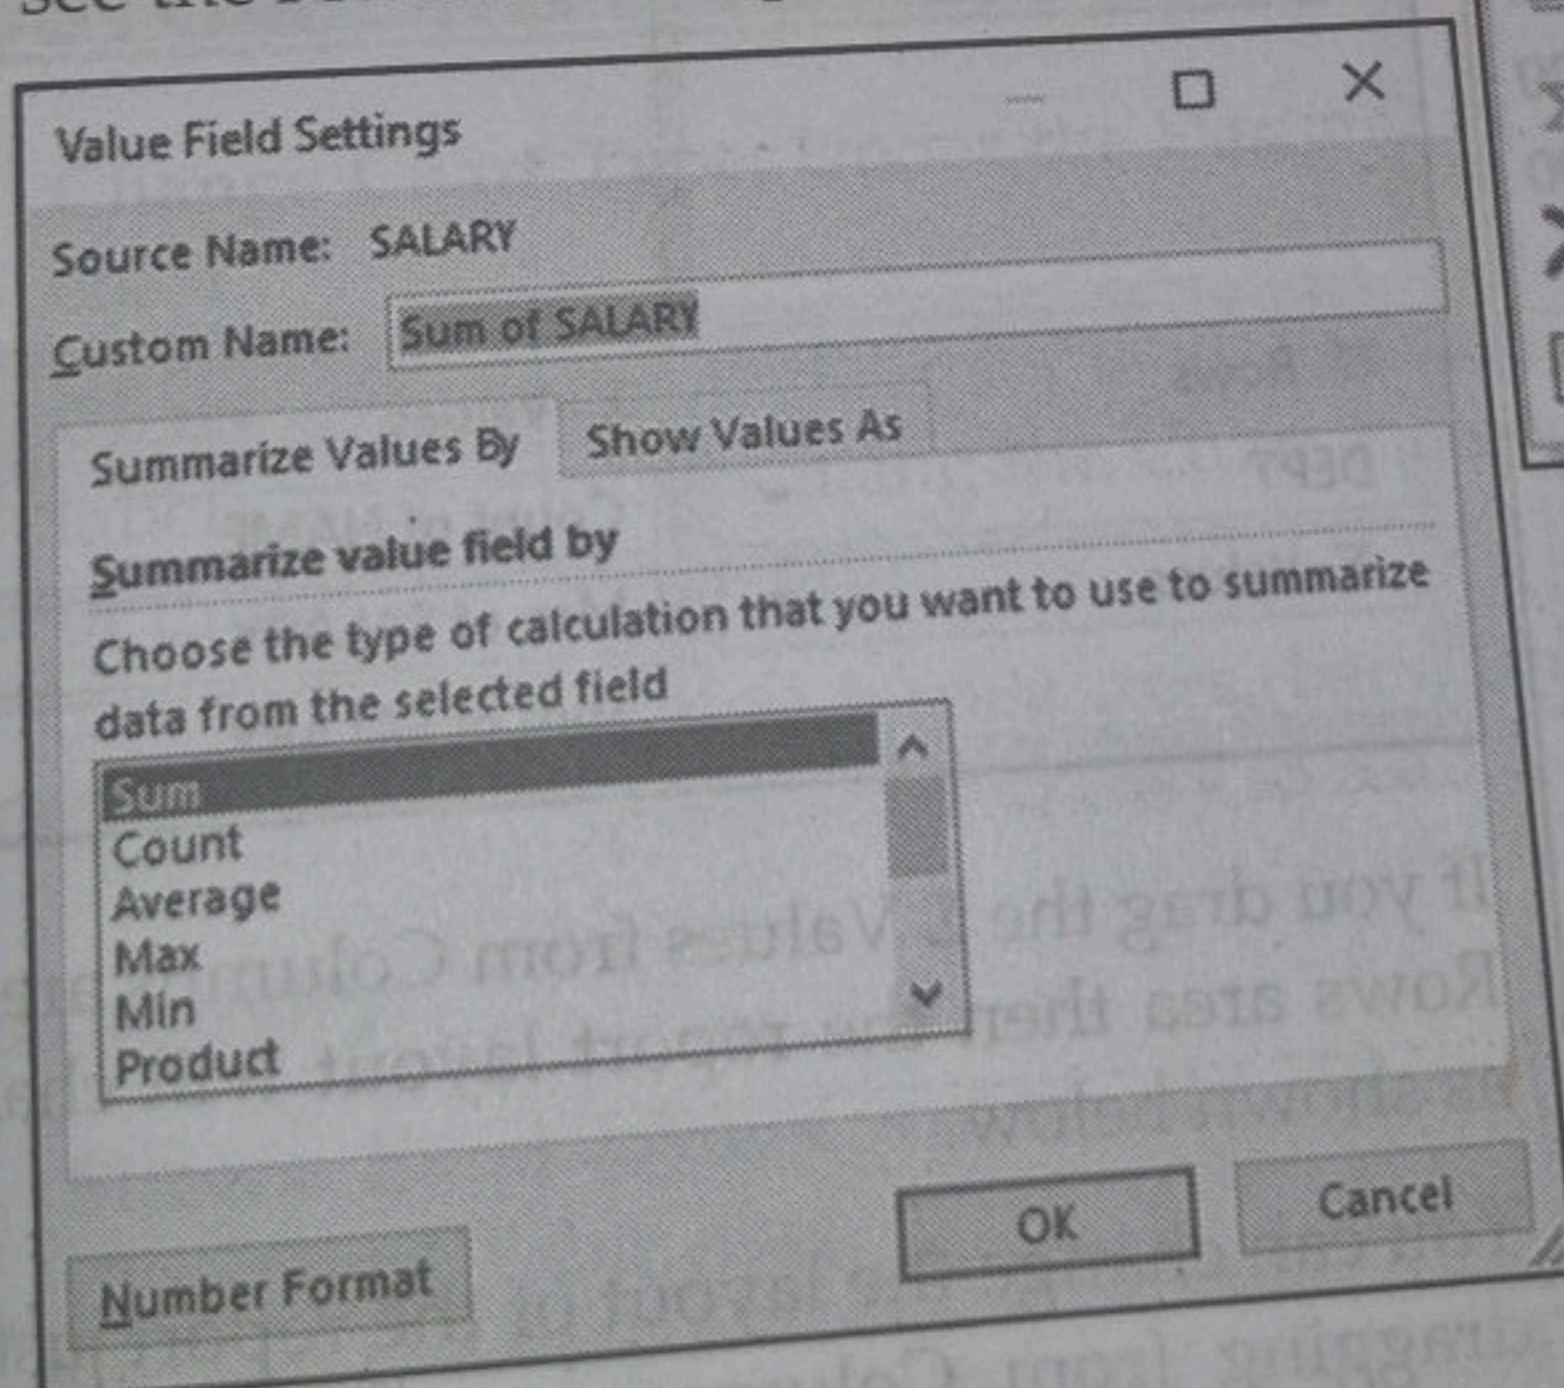 see the
Value Field Settings
Source Name: SALARY
Custom Name: Sum of SALARY
Summarize Values By Show Values As
Summarize value field by
Choose the type of calculation that you want to use to summarize
data from the selected field
Sum
Count
Average
Max
Min
Product
Number Format OK Cancel